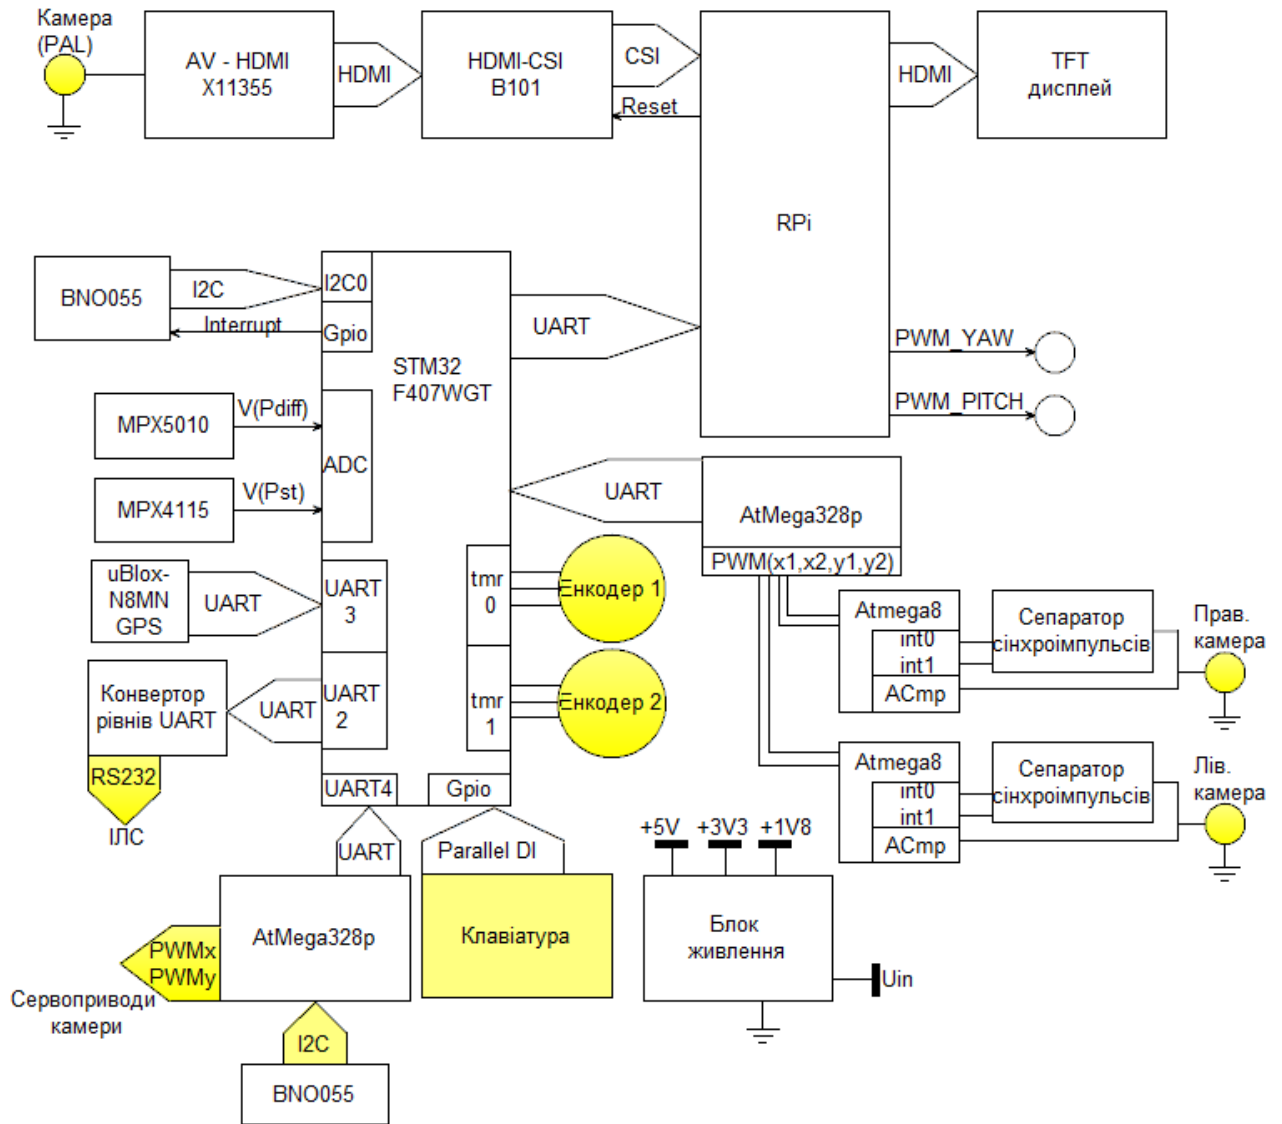 Камера
(PAL)
AV - HDMI
X11355
HDMI
HDMI-CSI
B101
CSI
Reset
RPi
HDMI
TFT
дисплей
BNO055
I2C
Interrupt
I2C0
Gpio
STM32
F407WGT
UART
PWM_YAW
PWM_PITCH
MPX5010
V(Pdiff)
ADC
MPX4115
V(Pst)
UART
AtMega328p
PWM(x1,x2,y1,y2)
uBlox-
N8MN
GPS
UART
UART
3
tmr
0
Енкодер 1
Atmega8
int0
int1
ACmp
Сепаратор
сінхроімпульсів
Прав.
камера
Конвертор
рівнів UART
UART
UART
2
tmr
1
Енкодер 2
RS232
ІЛС
UART4
Gpio
Atmega8
int0
int1
ACmp
Сепаратор
сінхроімпульсів
Лів.
камера
UART
Parallel DI
+5V
+3V3
+1V8
AtMega328p
Клавіатура
Блок
живлення
Uin
PWMx
PWMy
Сервоприводи
камери
I2C
BNO055